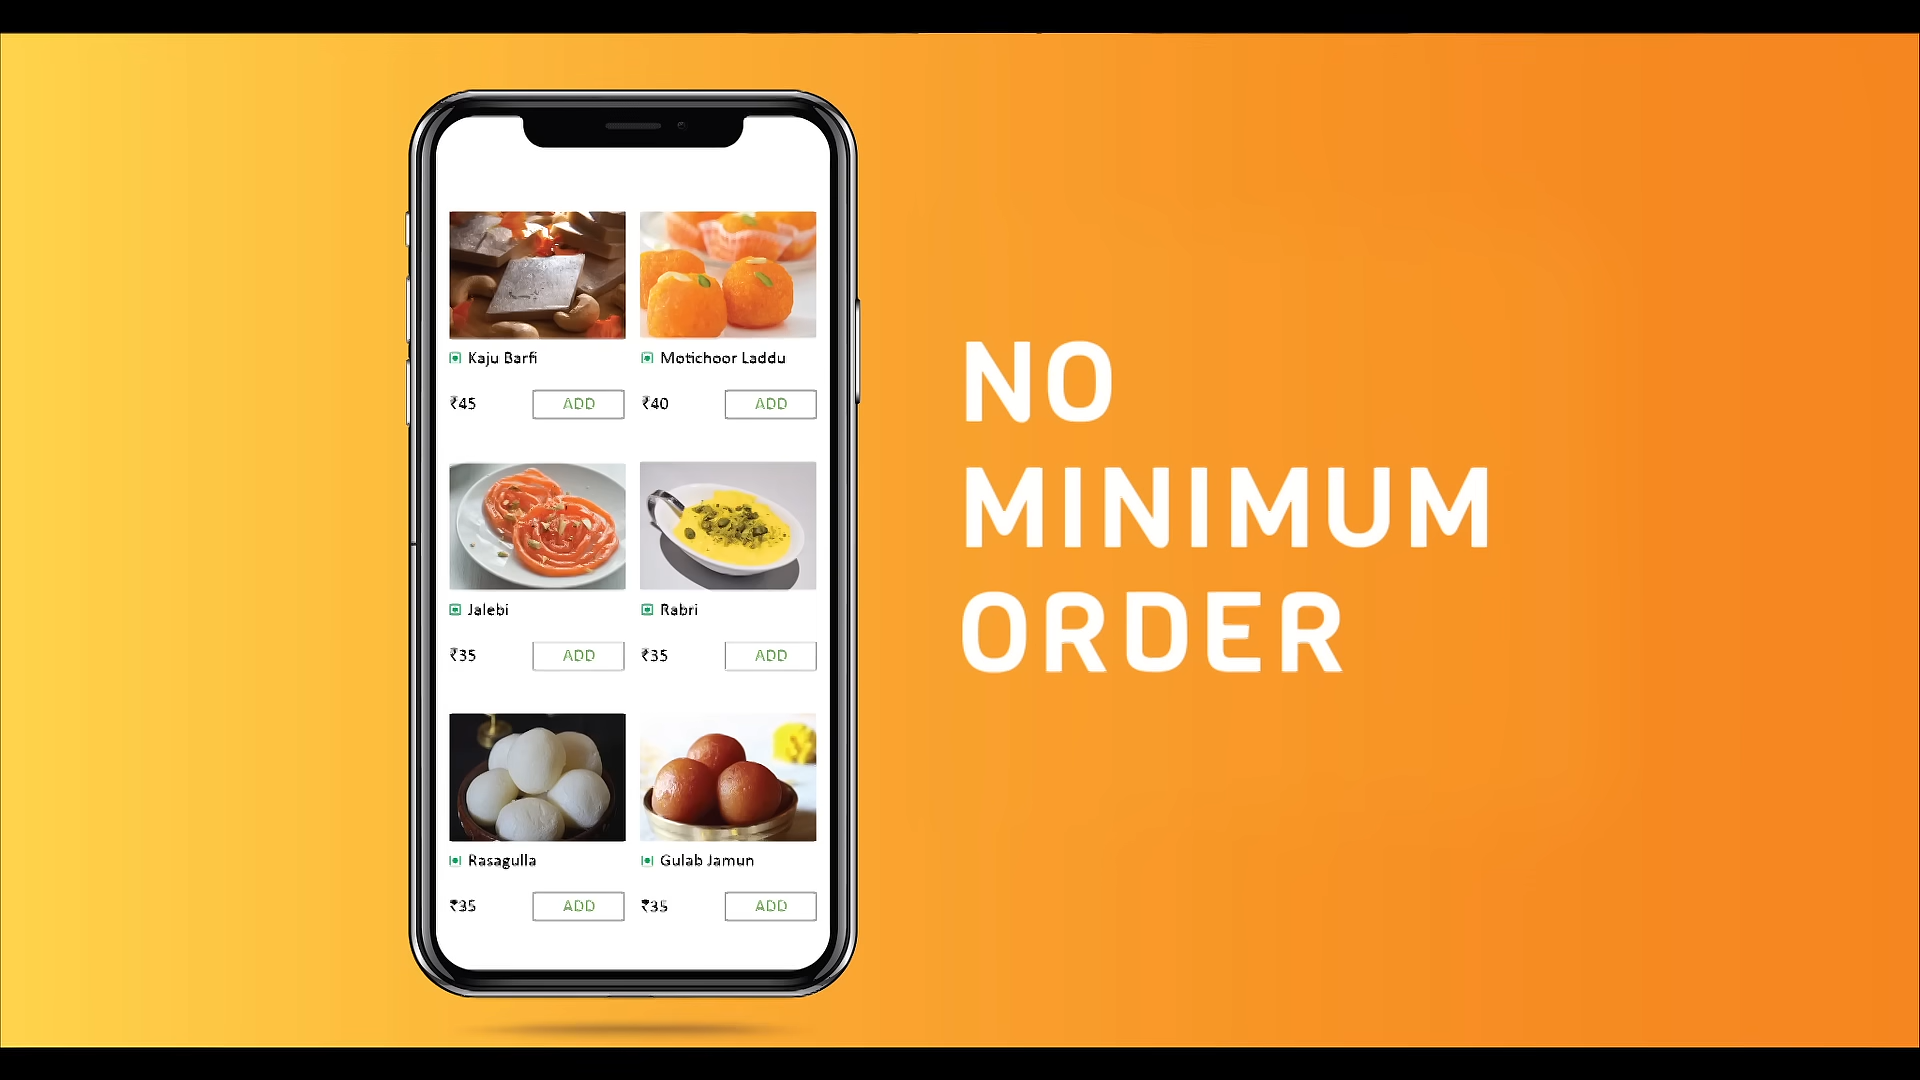 Kaju Barfi
₹45
ADD
Motichoor Laddu
₹40
ADD
Jalebi
₹35
ADD
Rabri
₹35
ADD
Rasagulla
₹35
ADD
Gulab Jamun
₹35
ADD
NO
MINIMUM
ORDER